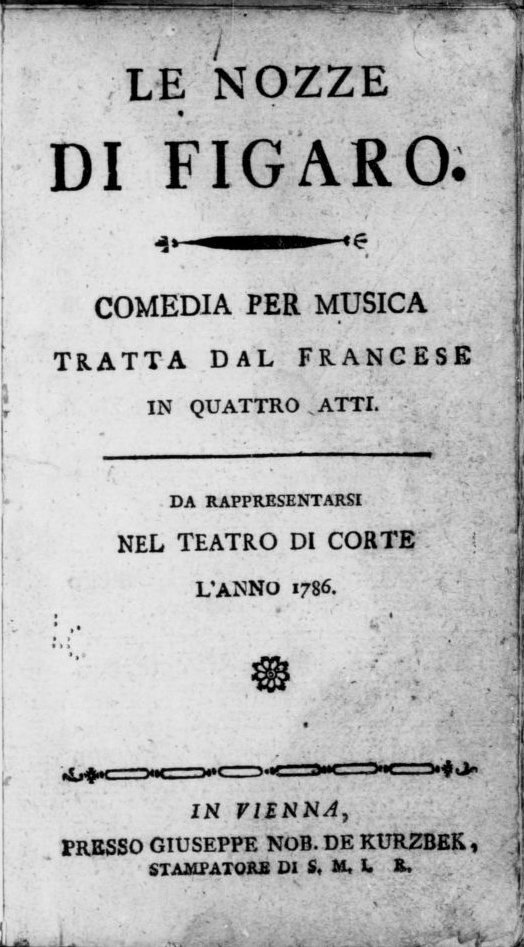 LE NOZZE
DI FIGARO.
COMEDIA PER MUSICA
TRATTA DAL FRANCESE
IN QUATTRO ATTI.
DA RAPPRESENTARSI
NEL TEATRO DI CORTE
L'ANNO 1786.
IN VIENNA,
PRESSO GIUSEPPE NOB. DE KURZBEK,
STAMPATORE DI S. M. I. R.